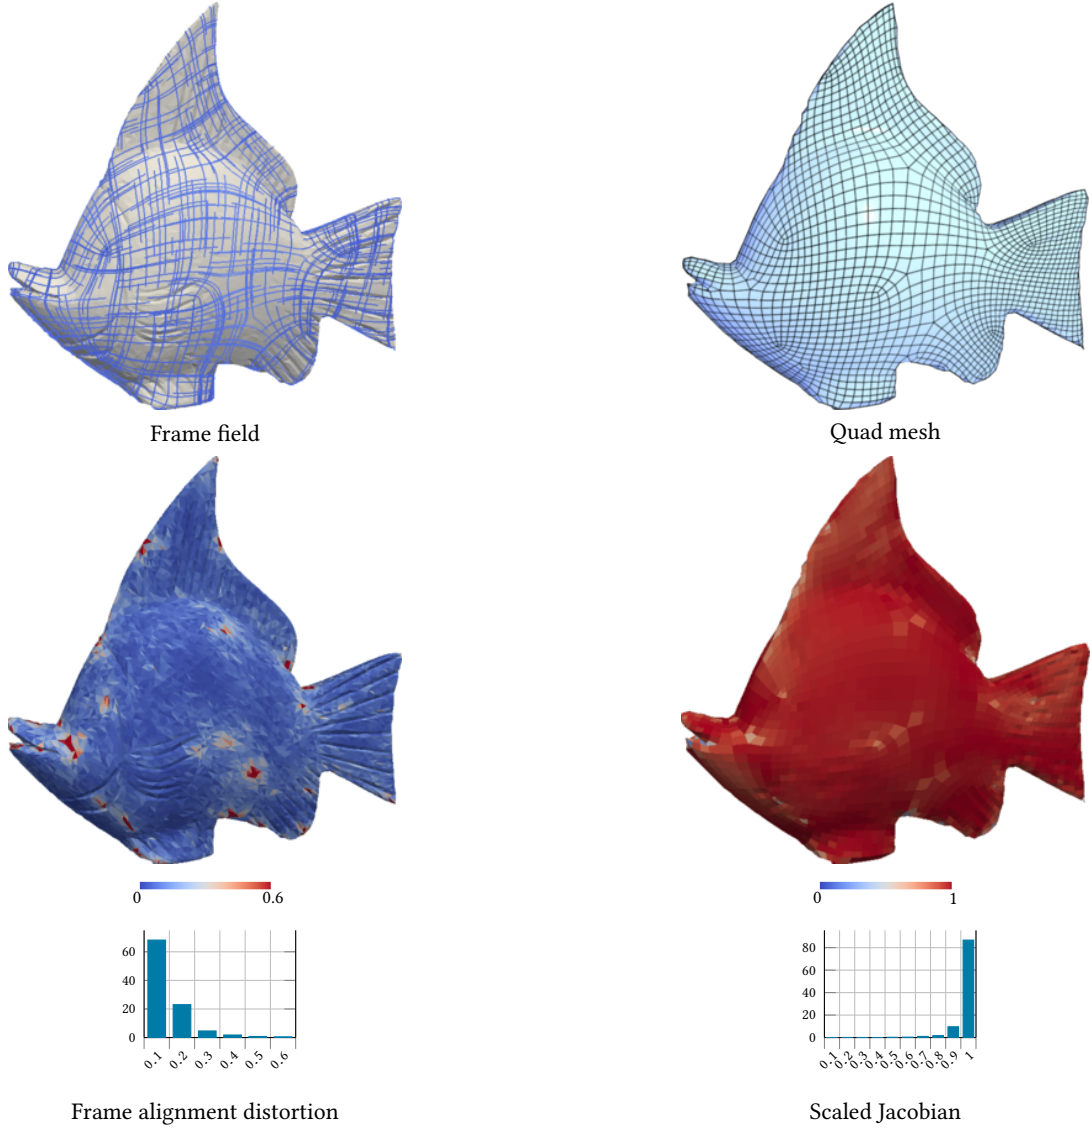 Frame field
Quad mesh
0 0.6
0 1
60
40
20
0
0.1 0.2 0.3 0.4 0.5 0.6
80
60
40
20
0
0.1 0.2 0.3 0.4 0.5 0.6 0.7 0.8 0.9 1
Frame alignment distortion
Scaled Jacobian